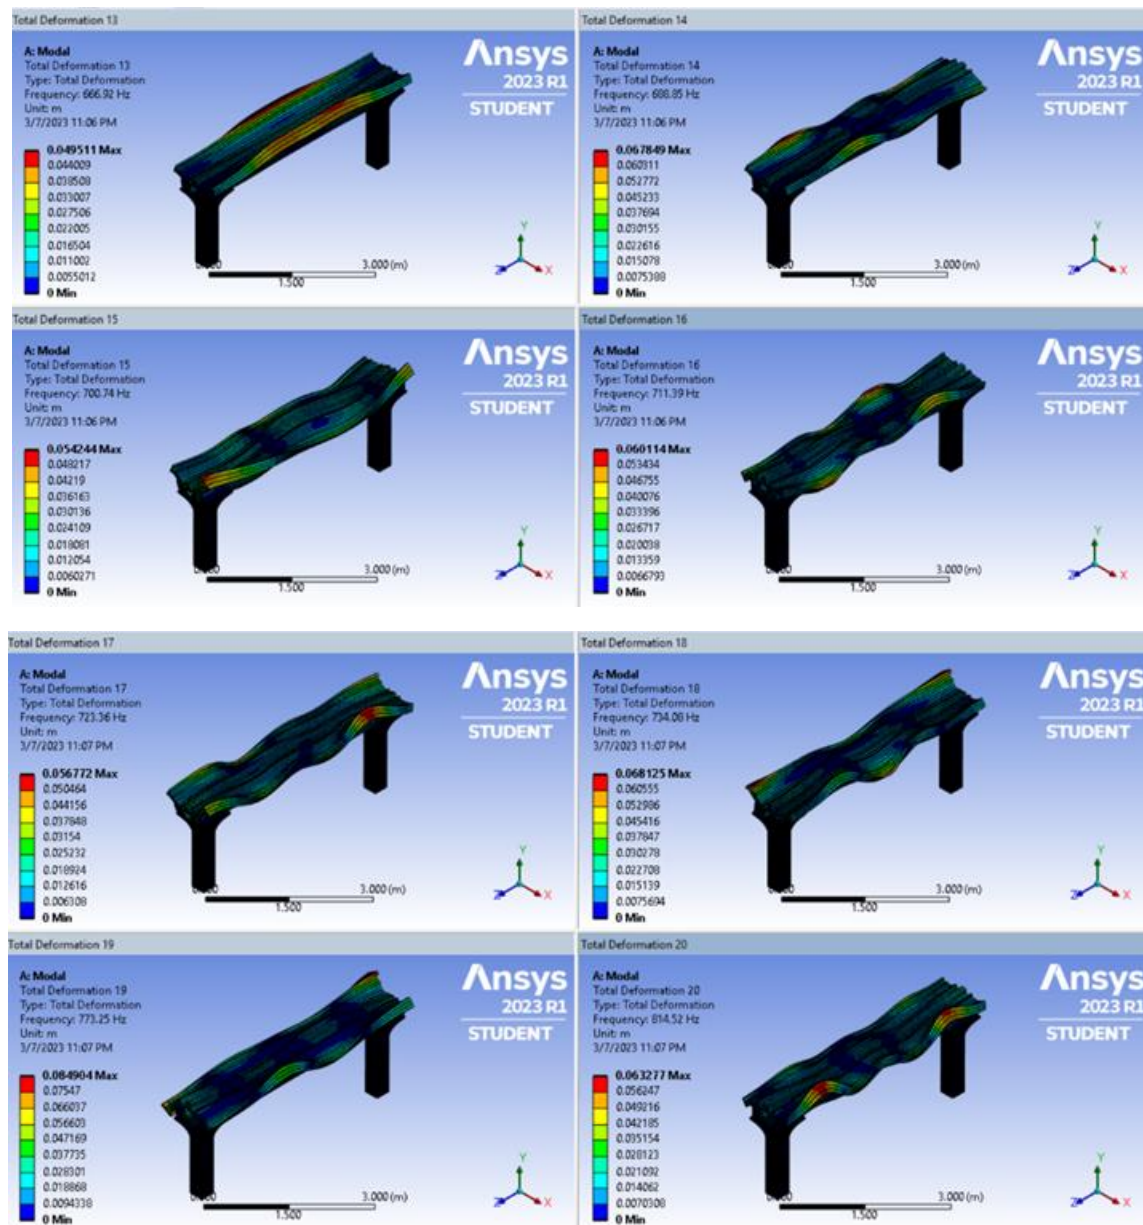 Total Deformation 13
A: Modal
Total Deformation 13
Type: Total Deformation
Frequency: 666.92 Hz
Unit: m
3/7/2023 11:06 PM
0.049511 Max
0.044009
0.038508
0.033007
0.027506
0.022005
0.016504
0.011002
0.0055012
0 Min
Ansys
2023 R1
STUDENT
3.000 (m)
1.500
Y
Z
X
Total Deformation 14
A: Modal
Total Deformation 14
Type: Total Deformation
Frequency: 688.85 Hz
Unit: m
3/7/2023 11:06 PM
0.067849 Max
0.060311
0.052772
0.045233
0.037694
0.030155
0.022616
0.015078
0.0075388
0 Min
Ansys
2023 R1
STUDENT
3.000 (m)
1.500
Y
Z
X
Total Deformation 15
A: Modal
Total Deformation 15
Type: Total Deformation
Frequency: 700.74 Hz
Unit: m
3/7/2023 11:06 PM
0.054244 Max
0.048217
0.04219
0.036163
0.030136
0.024109
0.018081
0.012054
0.0060271
0 Min
Ansys
2023 R1
STUDENT
3.000 (m)
1.500
Y
Z
X
Total Deformation 16
A: Modal
Total Deformation 16
Type: Total Deformation
Frequency: 711.39 Hz
Unit: m
3/7/2023 11:06 PM
0.060114 Max
0.053434
0.046755
0.040076
0.033396
0.026717
0.020038
0.013359
0.0066793
0 Min
Ansys
2023 R1
STUDENT
3.000 (m)
1.500
Y
Z
X
Total Deformation 17
A: Modal
Total Deformation 17
Type: Total Deformation
Frequency: 723.36 Hz
Unit: m
3/7/2023 11:07 PM
0.056772 Max
0.050464
0.044156
0.037848
0.03154
0.025232
0.018924
0.012616
0.006308
0 Min
Ansys
2023 R1
STUDENT
3.000 (m)
1.500
Y
Z
X
Total Deformation 18
A: Modal
Total Deformation 18
Type: Total Deformation
Frequency: 734.08 Hz
Unit: m
3/7/2023 11:07 PM
0.068125 Max
0.060555
0.052986
0.045416
0.037847
0.030278
0.022708
0.015139
0.0075694
0 Min
Ansys
2023 R1
STUDENT
3.000 (m)
1.500
Y
Z
X
Total Deformation 19
A: Modal
Total Deformation 19
Type: Total Deformation
Frequency: 773.25 Hz
Unit: m
3/7/2023 11:07 PM
0.084904 Max
0.07547
0.066037
0.056603
0.047169
0.037735
0.028301
0.018868
0.0094338
0 Min
Ansys
2023 R1
STUDENT
3.000 (m)
1.500
Y
Z
X
Total Deformation 20
A: Modal
Total Deformation 20
Type: Total Deformation
Frequency: 814.52 Hz
Unit: m
3/7/2023 11:07 PM
0.063277 Max
0.056247
0.049216
0.042185
0.035154
0.028123
0.021092
0.014062
0.0070308
0 Min
Ansys
2023 R1
STUDENT
3.000 (m)
1.500
Y
Z
X